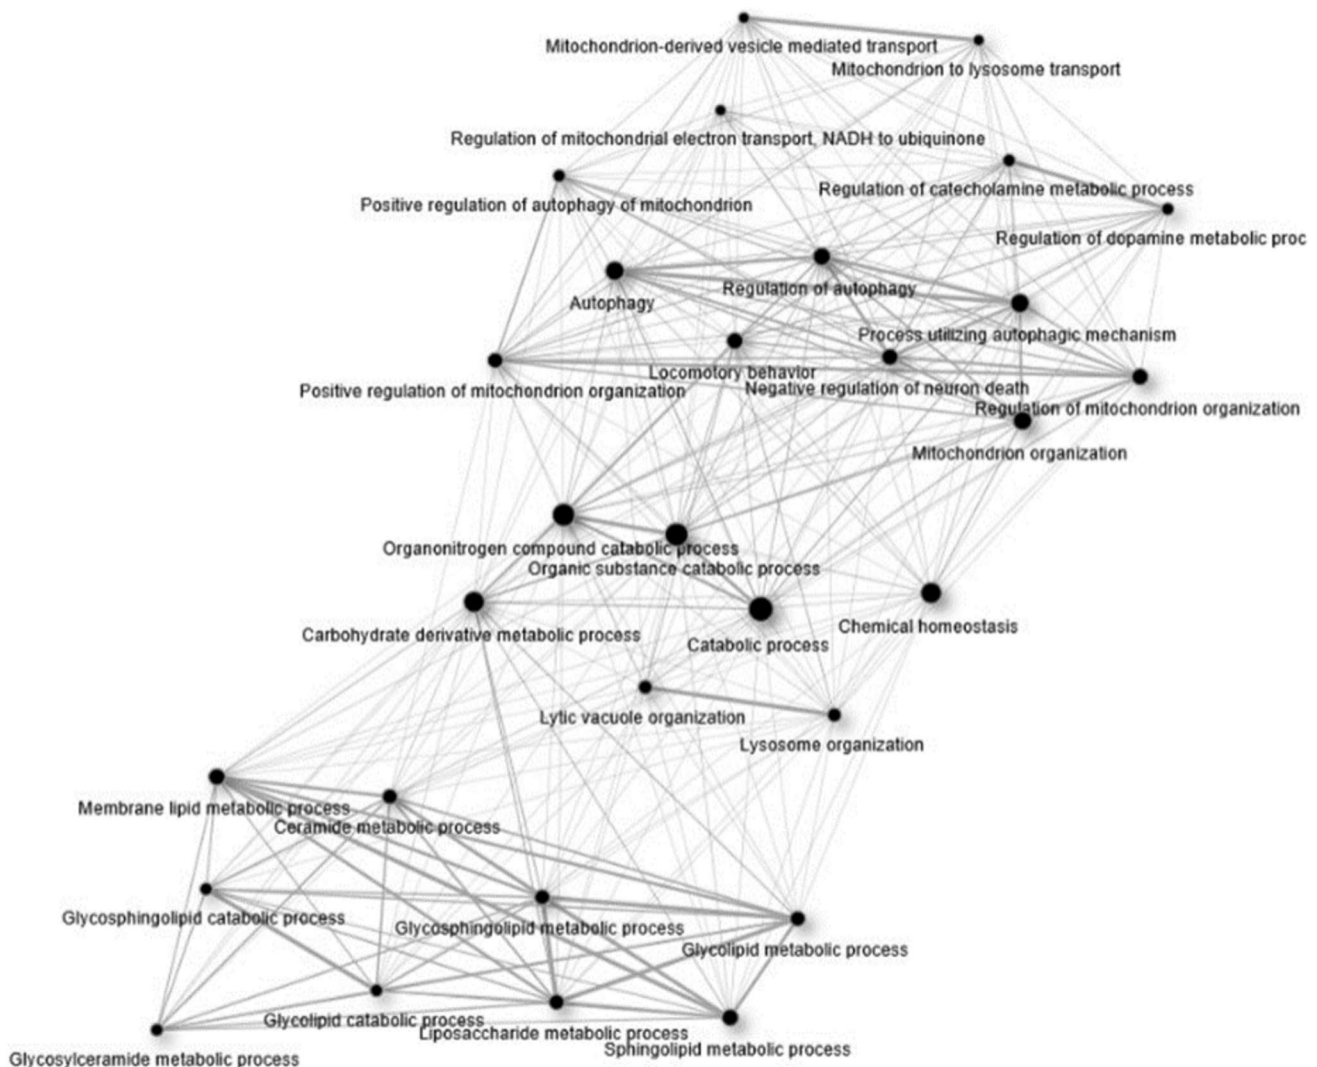 Mitochondrion-derived vesicle mediated transport
Mitochondrion to lysosome transport
Regulation of mitochondrial electron transport, NADH to ubiquinone
Regulation of catecholamine metabolic process
Positive regulation of autophagy of mitochondrion
Regulation of dopamine metabolic proc
Regulation of autophagy
Autophagy
Process utilizing autophagic mechanism
Locomotory behavior
Negative regulation of neuron death
Positive regulation of mitochondrion organization
Regulation of mitochondrion organization
Mitochondrion organization
Organonitrogen compound catabolic process
Organic substance catabolic process
Chemical homeostasis
Carbohydrate derivative metabolic process
Catabolic process
Lytic vacuole organization
Lysosome organization
Membrane lipid metabolic process
Ceramide metabolic process
Glycosphingolipid catabolic process
Glycosphingolipid metabolic process
Glycolipid metabolic process
Glycolipid catabolic process
Liposaccharide metabolic process
Sphingolipid metabolic process
Glycosylceramide metabolic process